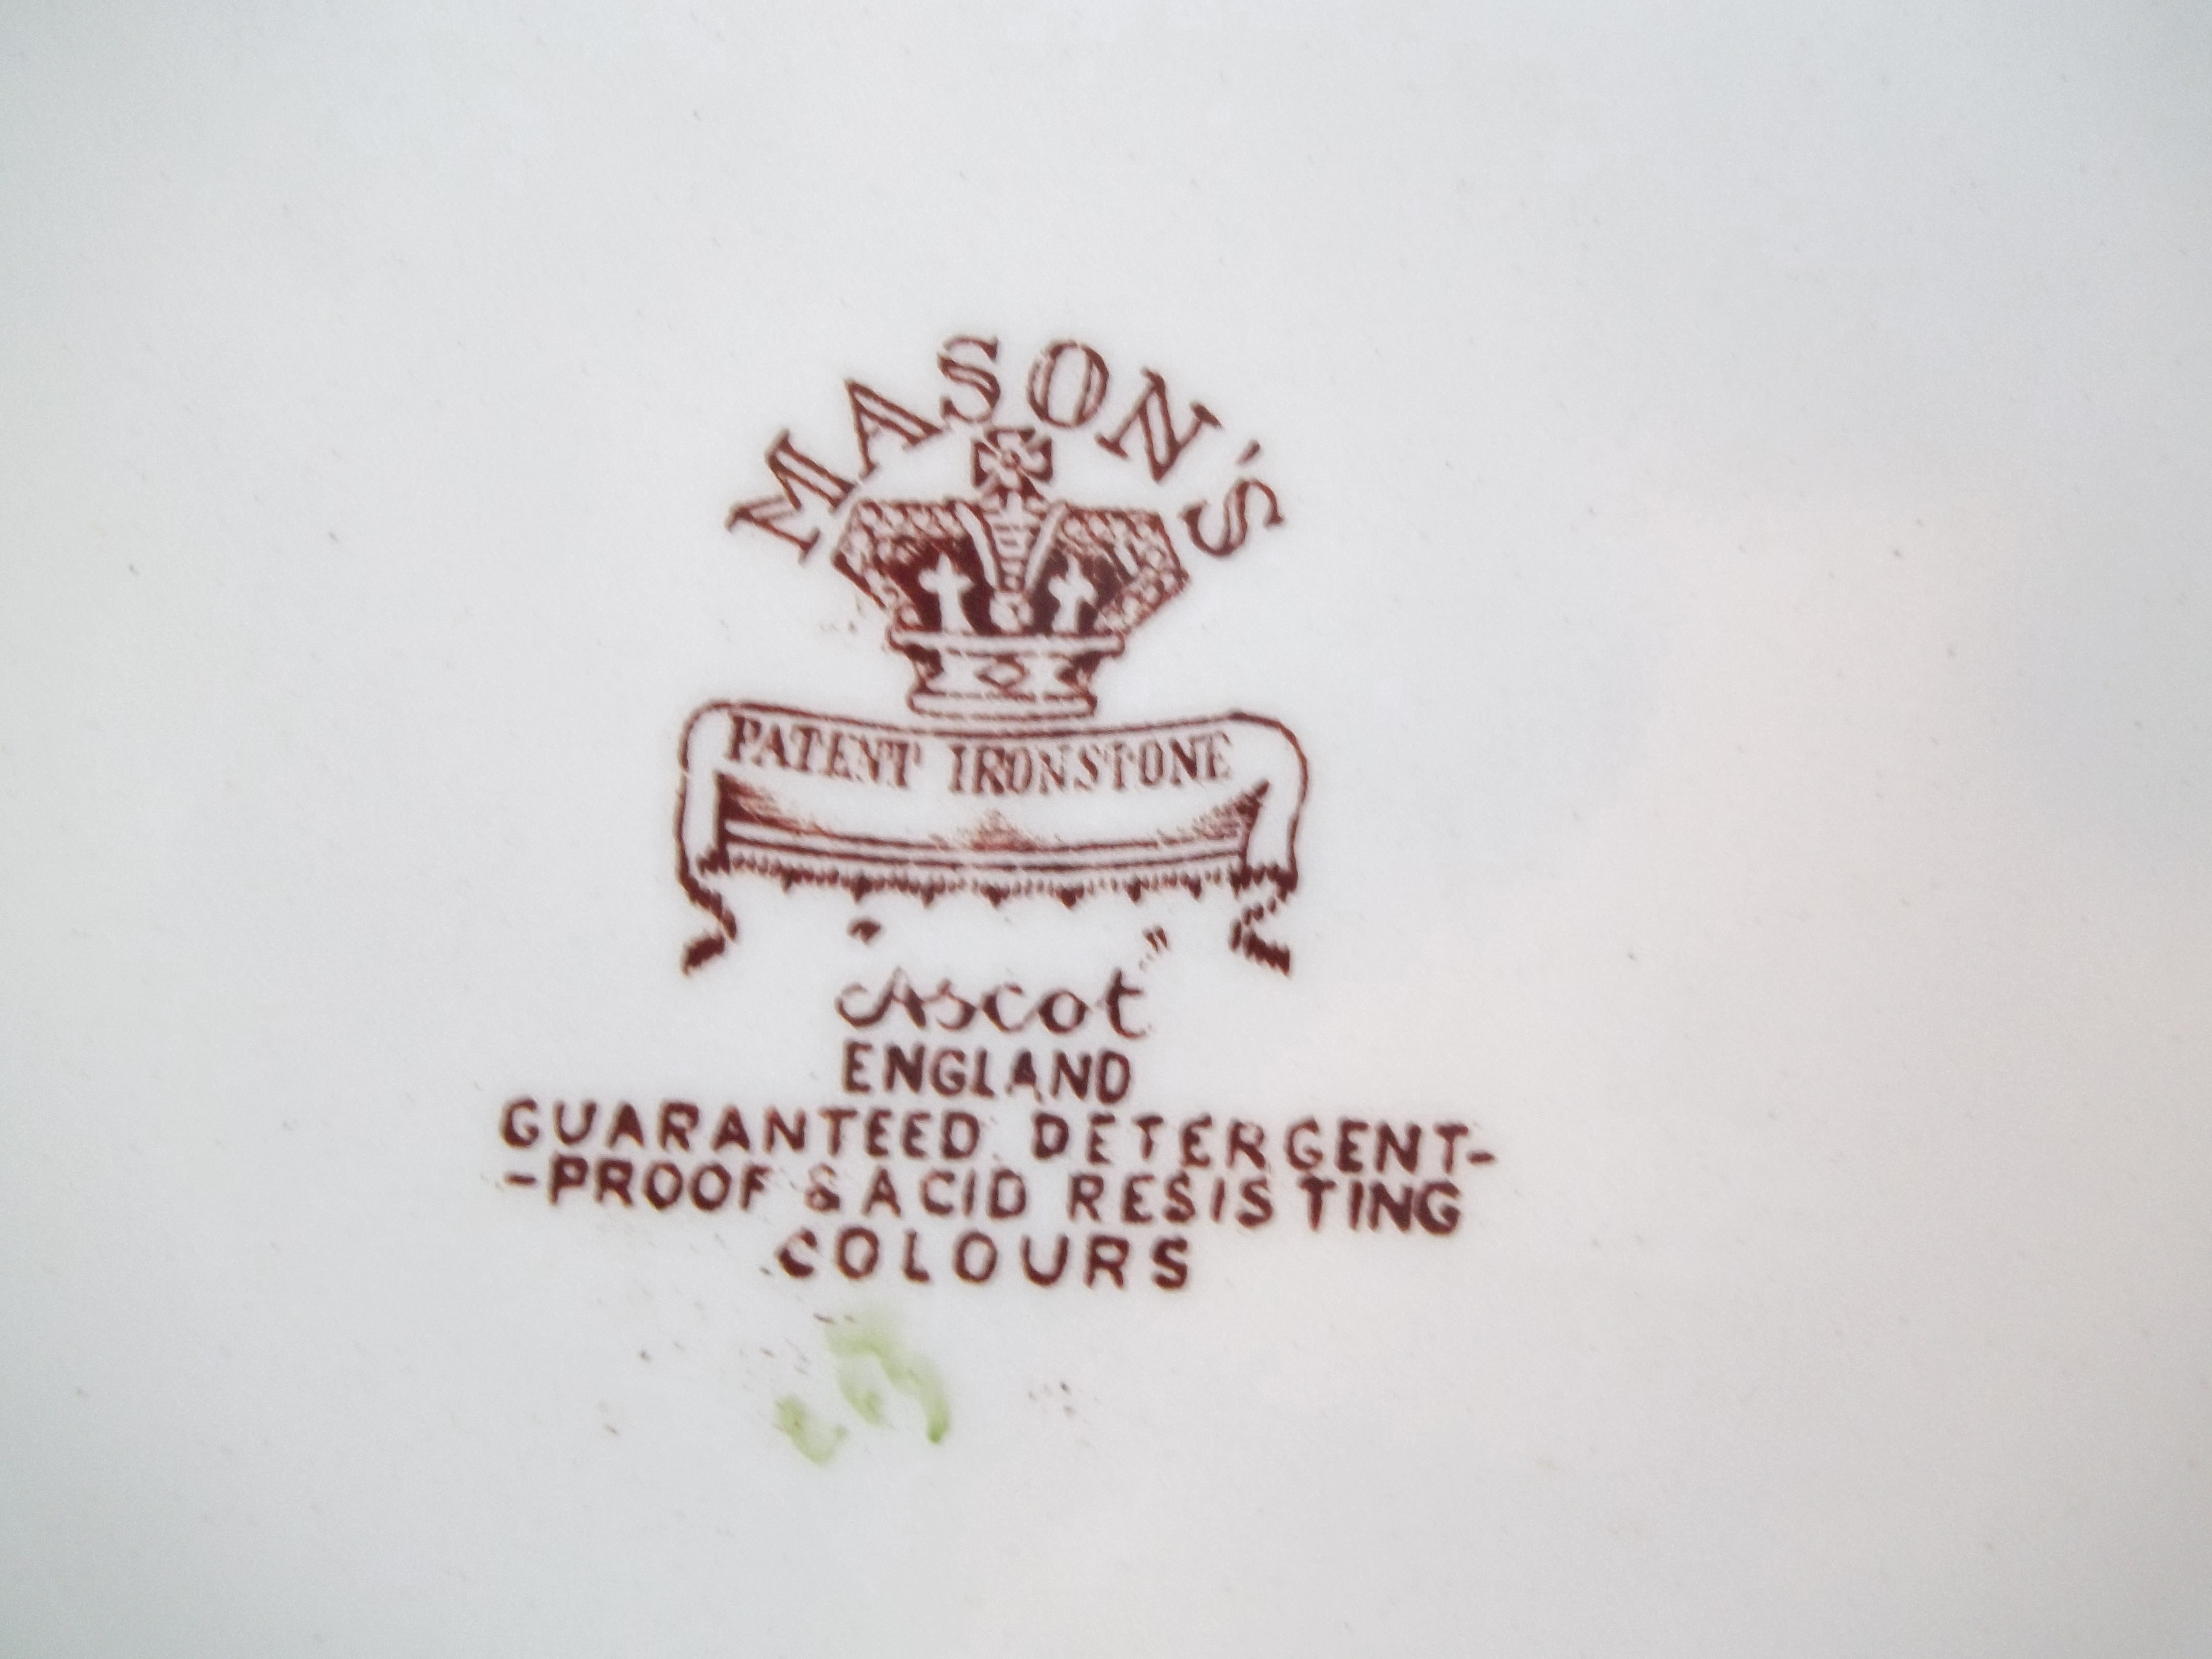 MASON'S
PATENT IRONSTONE
"Ascot"
ENGLAND
GUARANTEED DETERGENT-
-PROOF & ACID RESISTING
COLOURS